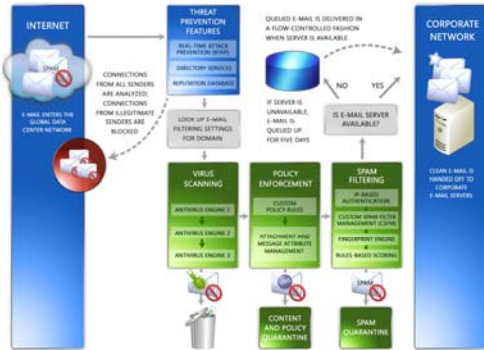 INTERNET
SPAM
E-MAIL ENTERS THE
GLOBAL DATA
CENTER NETWORK
THREAT
PREVENTION
FEATURES
REAL-TIME ATTACK
PREVENTION (RTAP)
DIRECTORY SERVICES
REPUTATION DATABASE
CONNECTIONS
FROM ALL SENDERS
ARE ANALYZED;
CONNECTIONS
FROM ILLEGITIMATE
SENDERS ARE
BLOCKED
LOOK UP E-MAIL
FILTERING SETTINGS
FOR DOMAIN
QUEUED E-MAIL IS DELIVERED IN
A FLOW-CONTROLLED FASHION
WHEN SERVER IS AVAILABLE
NO
YES
IF SERVER IS
UNAVAILABLE,
E-MAIL IS
QUEUED UP
FOR FIVE DAYS
IS E-MAIL SERVER
AVAILABLE?
CORPORATE
NETWORK
CLEAN E-MAIL IS
HANDED OFF TO
CORPORATE
E-MAIL SERVERS
VIRUS
SCANNING
ANTIVIRUS ENGINE 1
ANTIVIRUS ENGINE 2
ANTIVIRUS ENGINE 3
POLICY
ENFORCEMENT
CUSTOM
POLICY RULES
ATTACHMENT AND
MESSAGE ATTRIBUTE
MANAGEMENT
SPAM
FILTERING
IP-BASED
AUTHENTICATION
CUSTOM SPAM FILTER
MANAGEMENT (CSFM)
FINGERPRINT ENGINE
RULES-BASED SCORING
SPAM
CONTENT
AND POLICY
QUARANTINE
SPAM
QUARANTINE